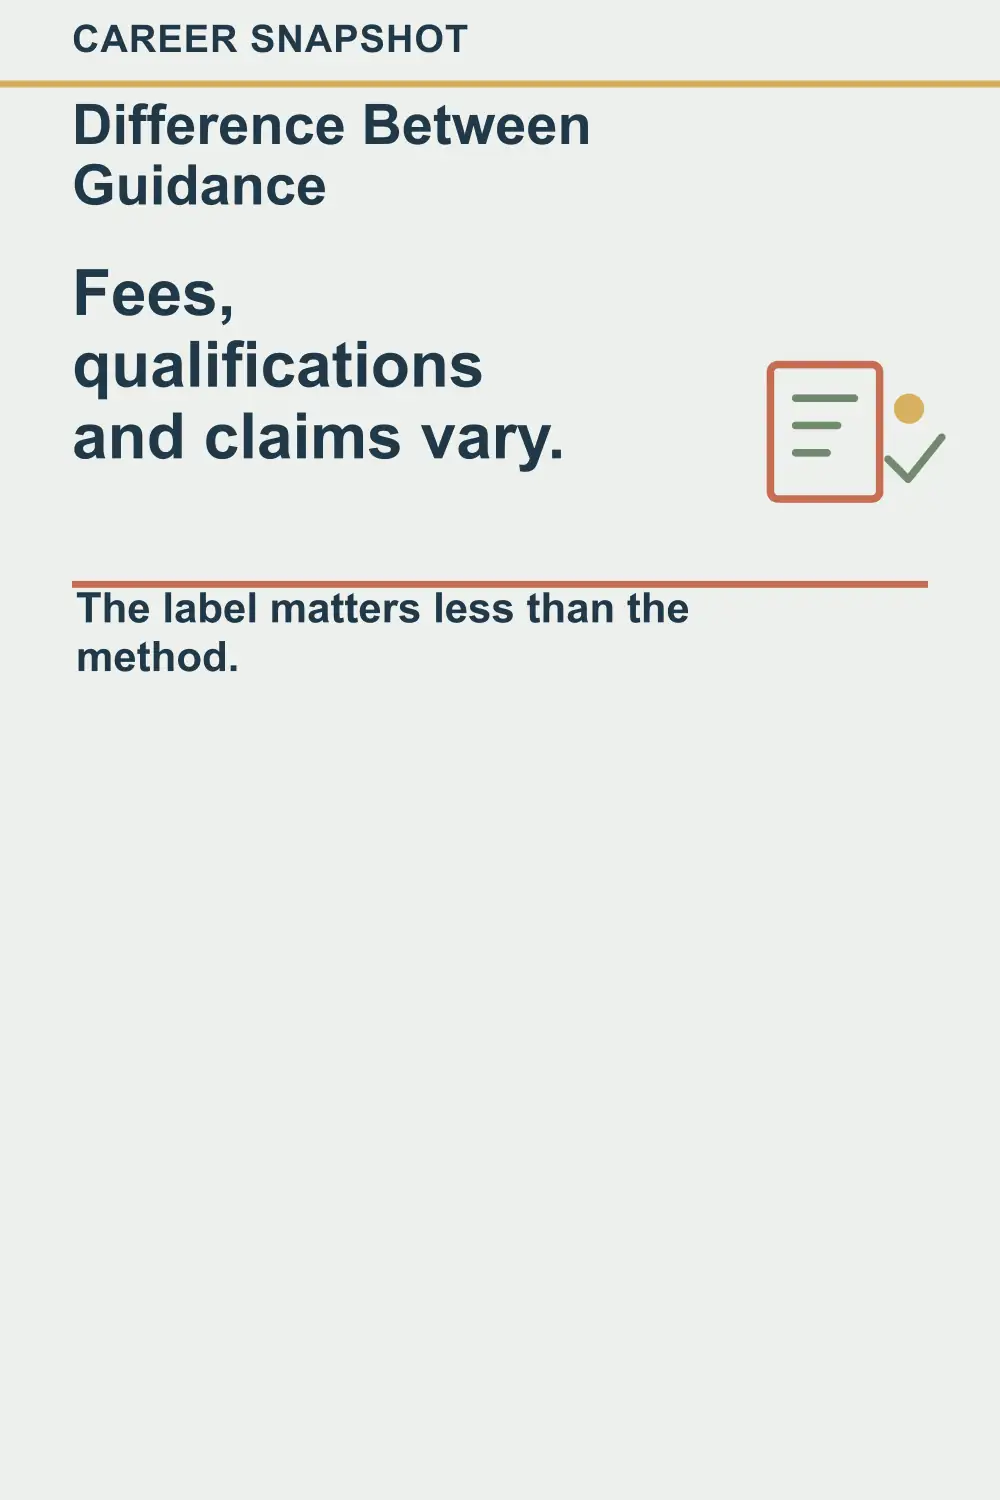 CAREER SNAPSHOT
Difference Between
Guidance
Fees,
qualifications
and claims vary.
The label matters less than the
method.